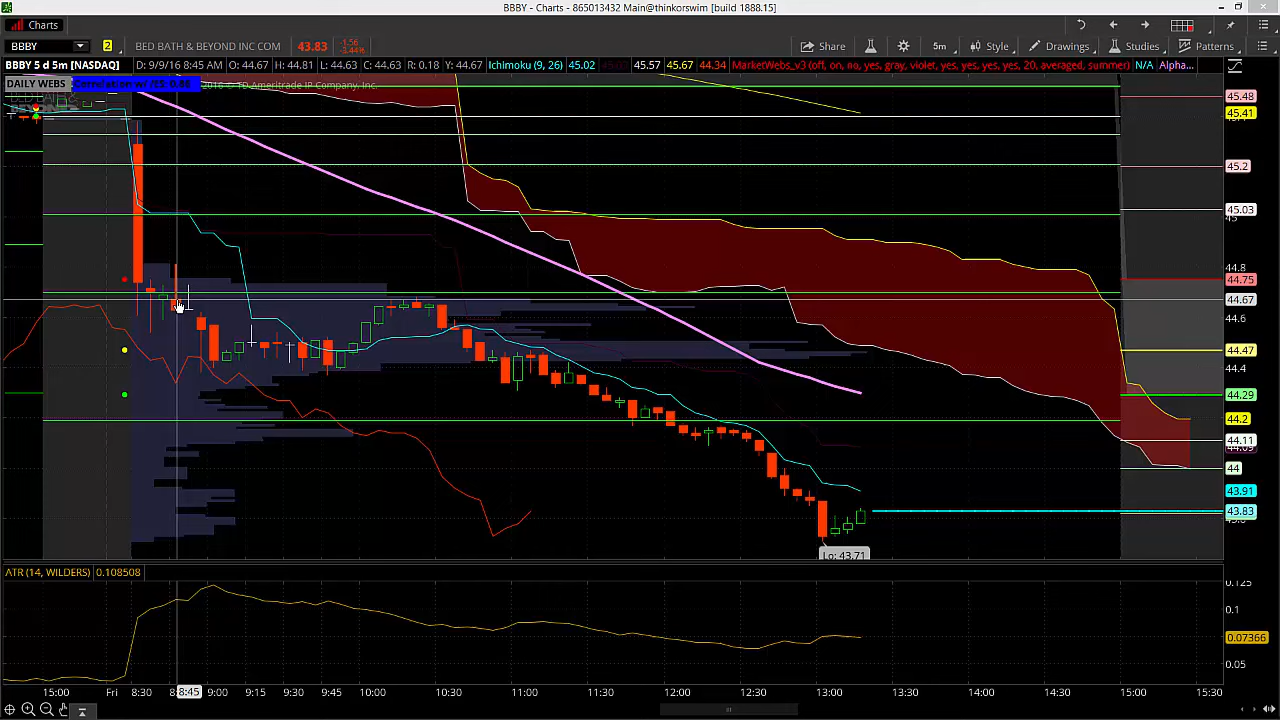 BBBY - Charts - 865013432 Main@thinkorswim [build 1888.15]
Charts
BBBY 2 BED BATH & BEYOND INC COM 43.83 -1.56 -3.44% Share 5m Style Drawings Studies Patterns
BBBY 5 d 5m [NASDAQ] D: 9/9/16 8:45 AM O: 44.67 H: 44.81 L: 44.63 C: 44.63 R: 0.18 Y: 44.67 Ichimoku (9, 26) 45.02 45.57 45.67 44.34 MarketWebs_v3 (off, on, no, yes, gray, violet, yes, yes, yes, yes, 20, averaged, summer) N/A Alpha...
DAILY WEBS Correlation w/ /ES: 0.88
2016 © TD Ameritrade IP Company, Inc.
45.48
45.41
45.2
45.03
44.8
44.75
44.67
44.6
44.47
44.4
44.29
44.2
44.11
44
43.91
43.83
Lo: 43.71
ATR (14, WILDERS) 0.108508
0.125
0.1
0.07366
0.05
15:00 Fri 8:30 8:45 9:00 9:15 9:30 9:45 10:00 10:30 11:00 11:30 12:00 12:30 13:00 13:30 14:00 14:30 15:00 15:30